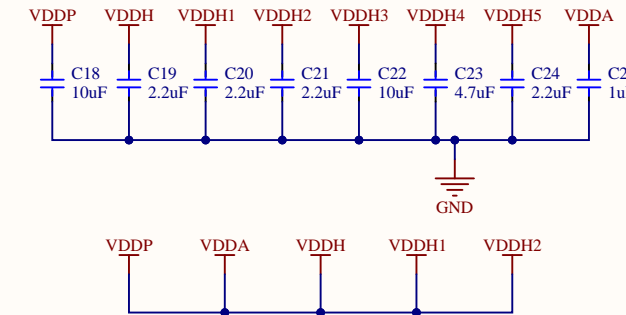 VDDP VDDH VDDH1 VDDH2 VDDH3 VDDH4 VDDH5 VDDA
C18 C19 C20 C21 C22 C23 C24
10uF 2.2uF 2.2uF 2.2uF 10uF 4.7uF 2.2uF
GND
VDDP VDDA VDDH VDDH1 VDDH2